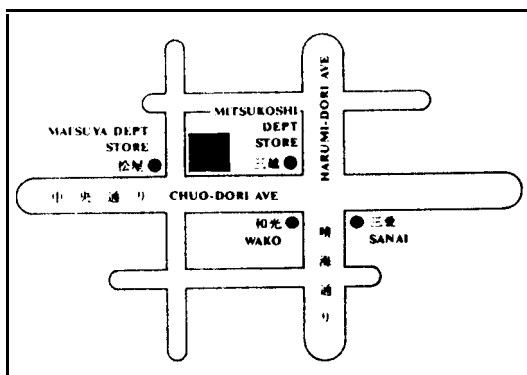 MITSUKOSHI
DEPT
STORE
三越
MATSUYA DEPT
STORE
松屋
HARUMI-DORI AVE
中央通り CHUO-DORI AVE
和光
WAKO
三愛
SANAI
晴海通り